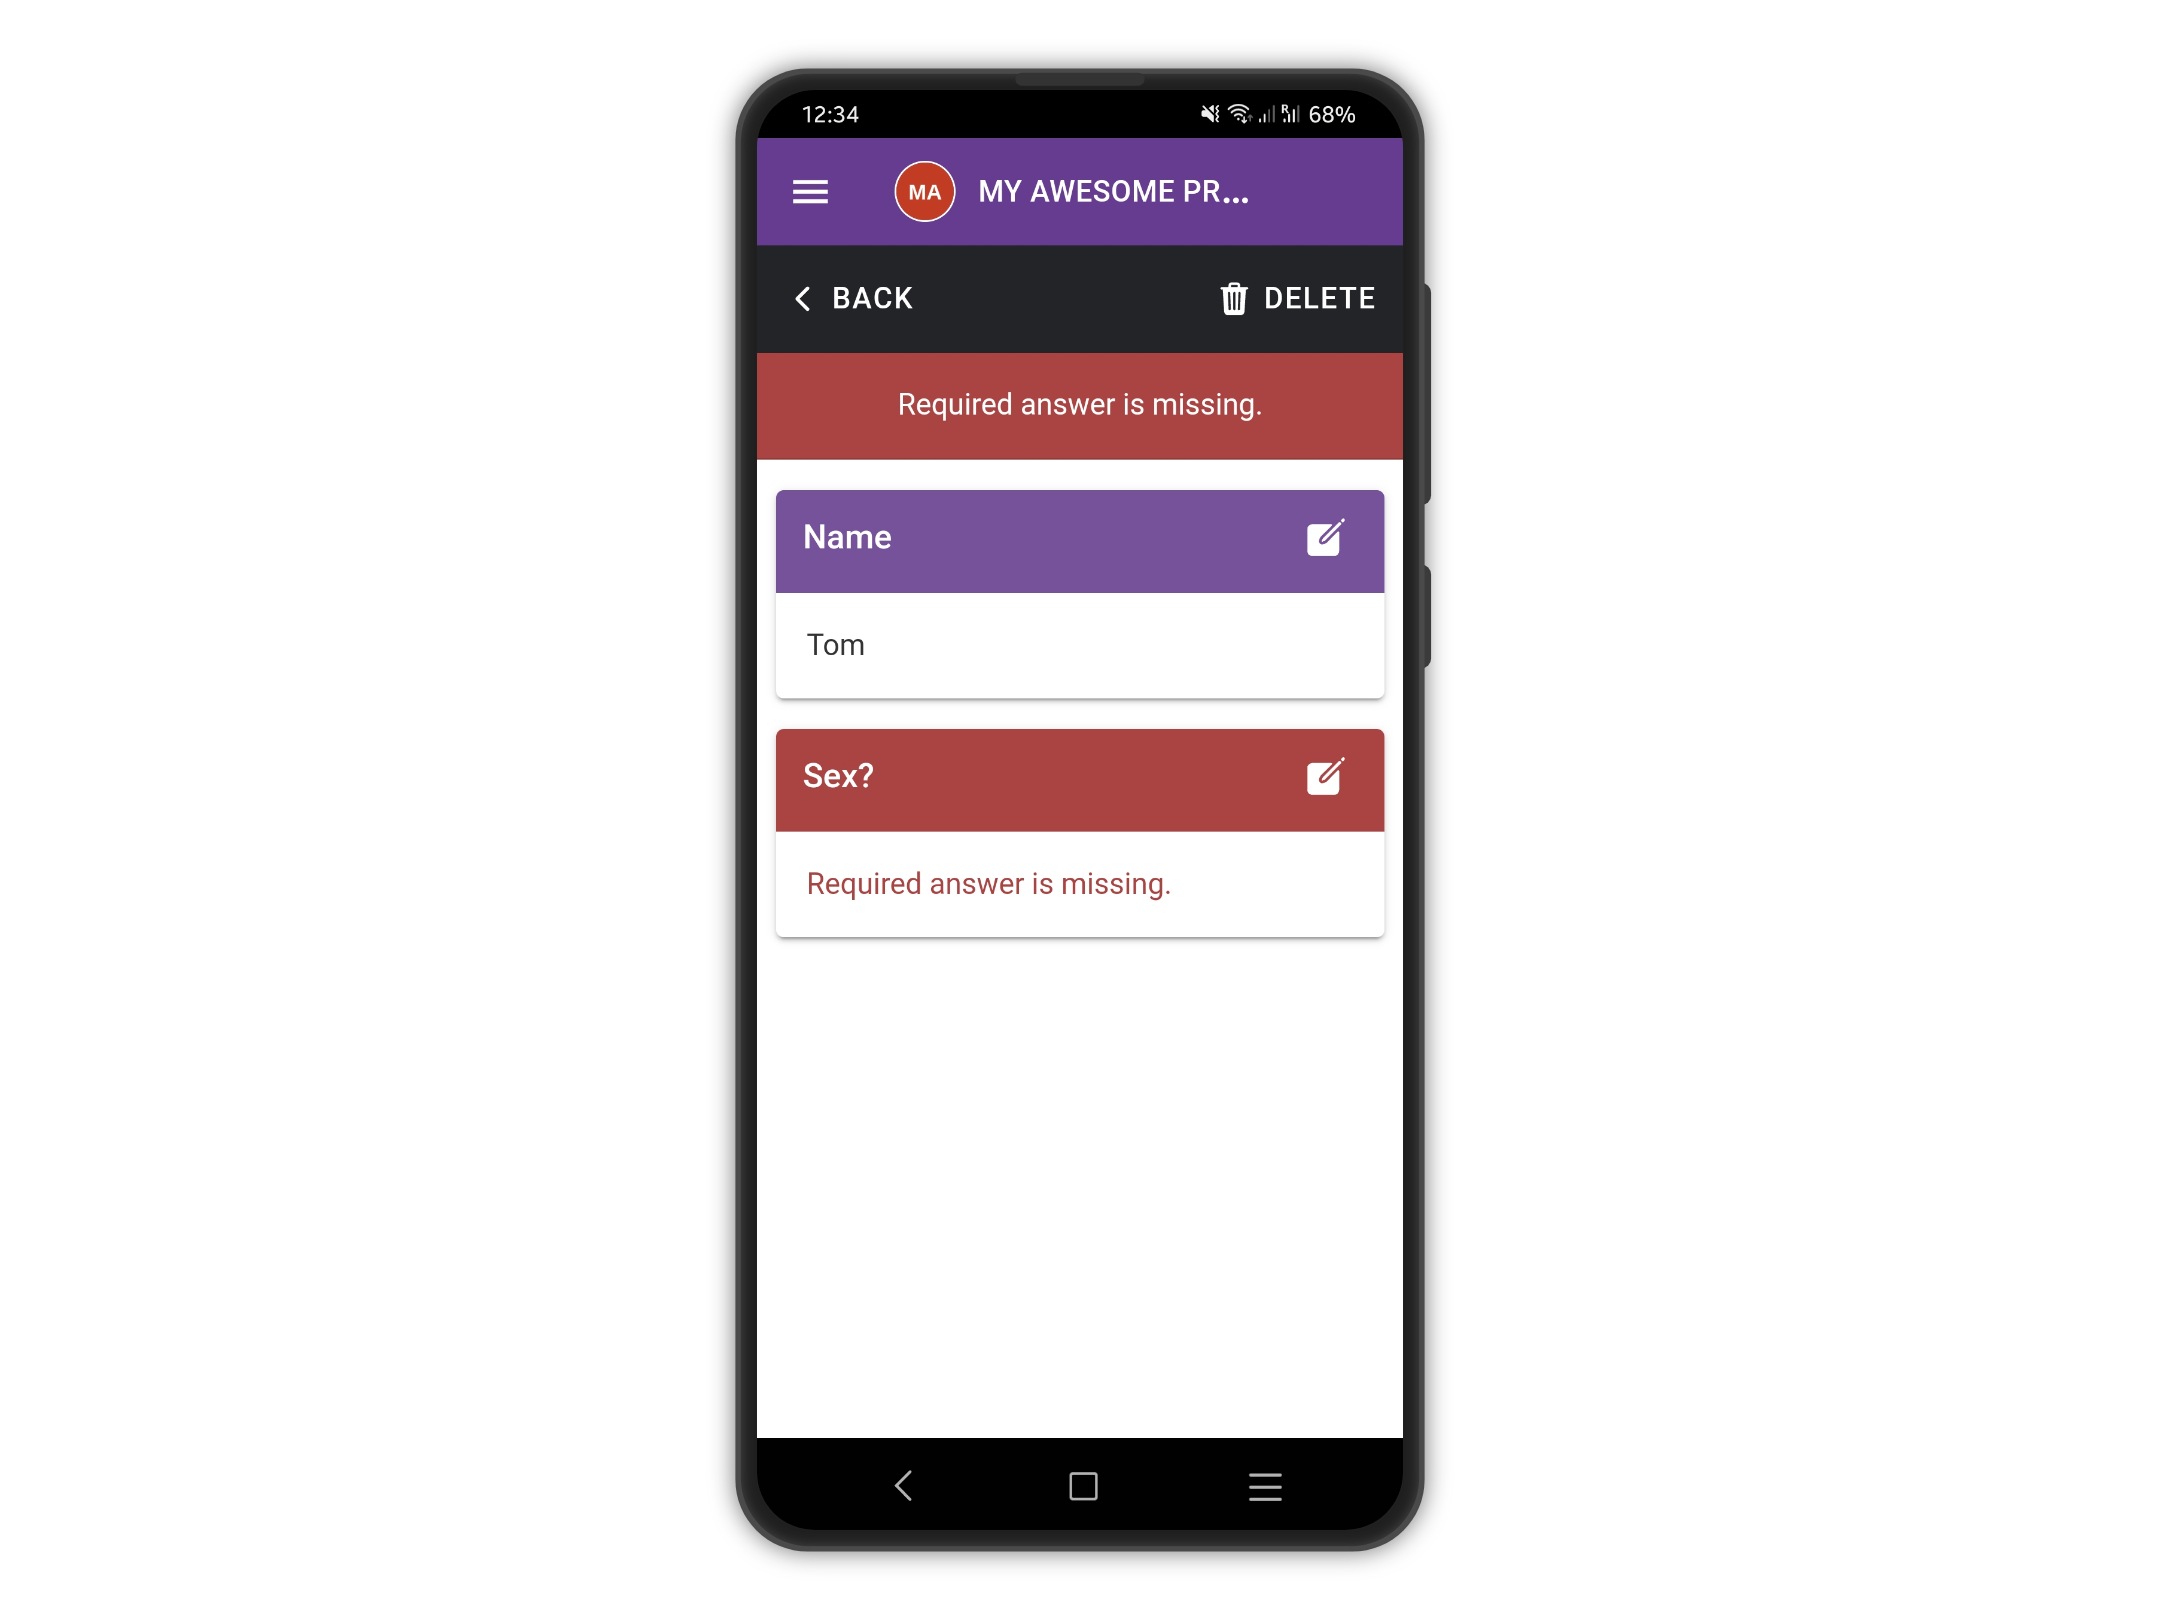 12:34
R 68%
MA MY AWESOME PR...
BACK DELETE
Required answer is missing.
Name
Tom
Sex?
Required answer is missing.